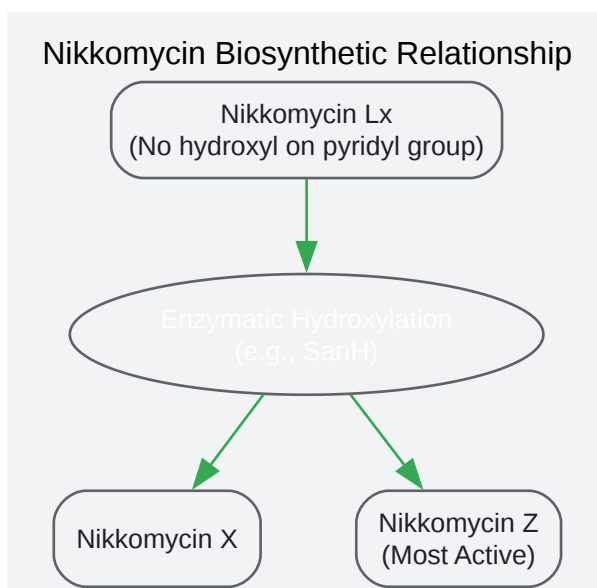 Nikkomycin Biosynthetic Relationship
Nikkomycin Lx
(No hydroxyl on pyridyl group)
Enzymatic Hydroxylation
(e.g., SanH)
Nikkomycin X
Nikkomycin Z
(Most Active)